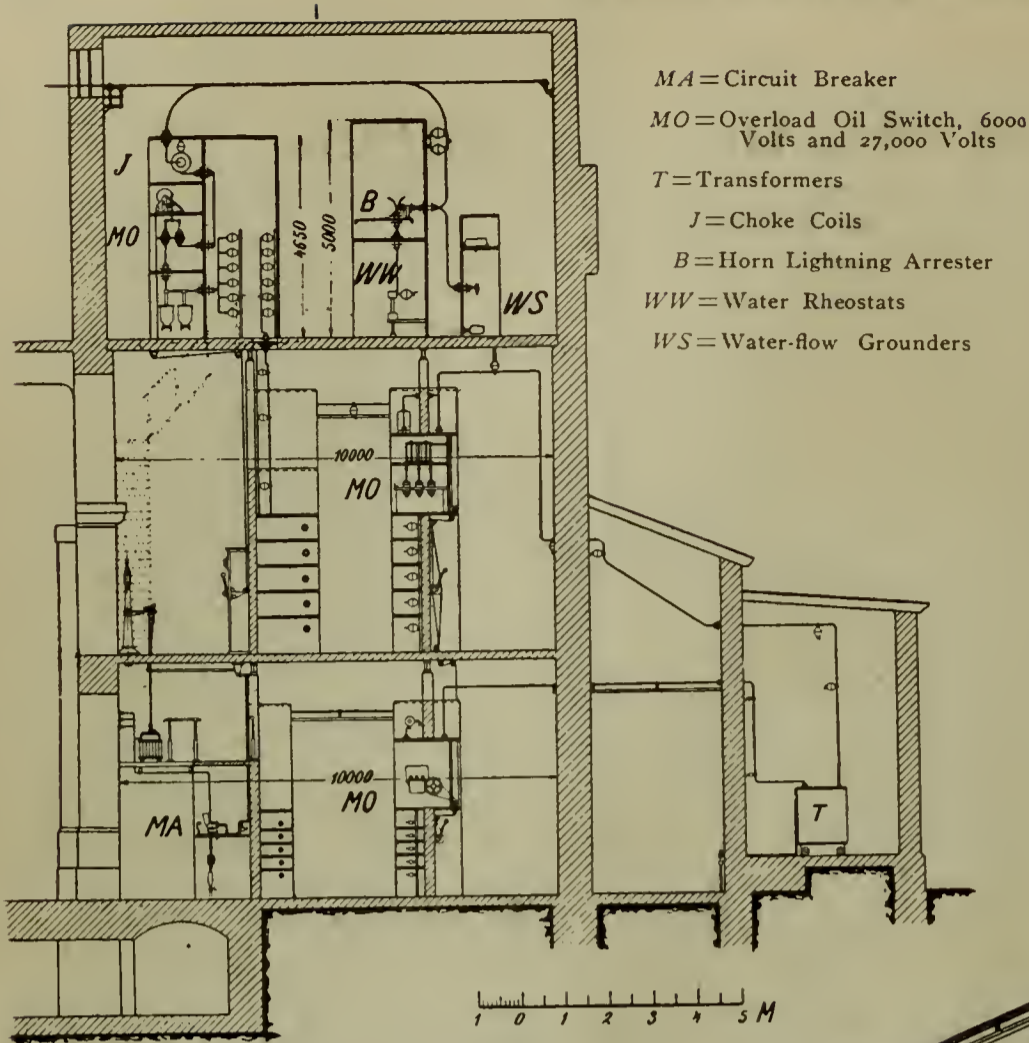 MA = Circuit Breaker
MO = Overload Oil Switch, 6000
Volts and 27,000 Volts
T = Transformers
J = Choke Coils
B = Horn Lightning Arrester
WW = Water Rheostats
WS = Water-flow Grounders
J
MO
4650
5000
B
WW
WS
10000
MO
10000
MO
MA
T
1 0 1 2 3 4 5 M